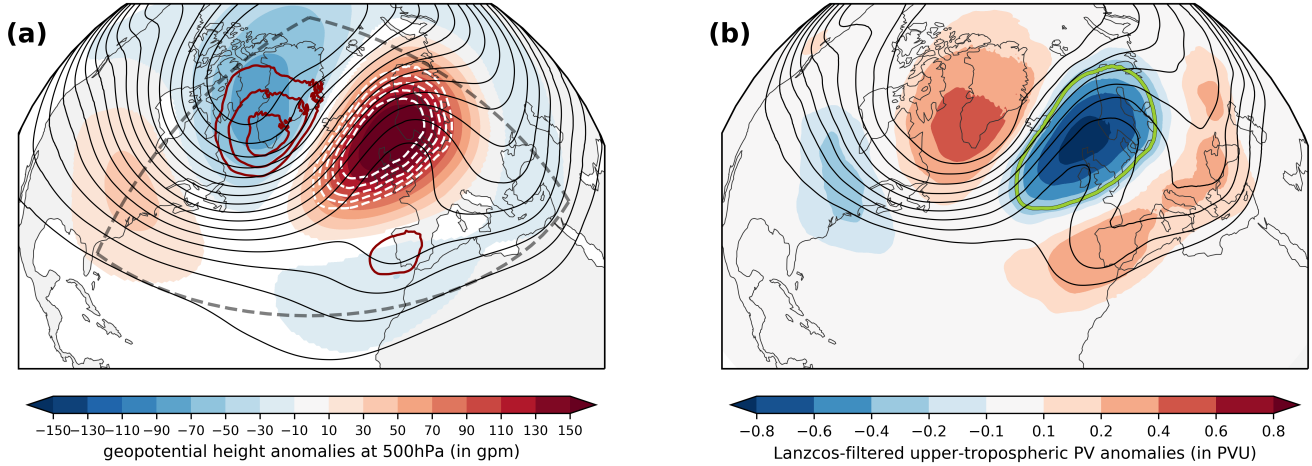 (a)
(b)
−150 −130 −110 −90 −70 −50 −30 −10 10 30 50 70 90 110 130 150
geopotential height anomalies at 500hPa (in gpm)
−0.8 −0.6 −0.4 −0.2 −0.1 0.1 0.2 0.4 0.6 0.8
Lanzcos-filtered upper-tropospheric PV anomalies (in PVU)